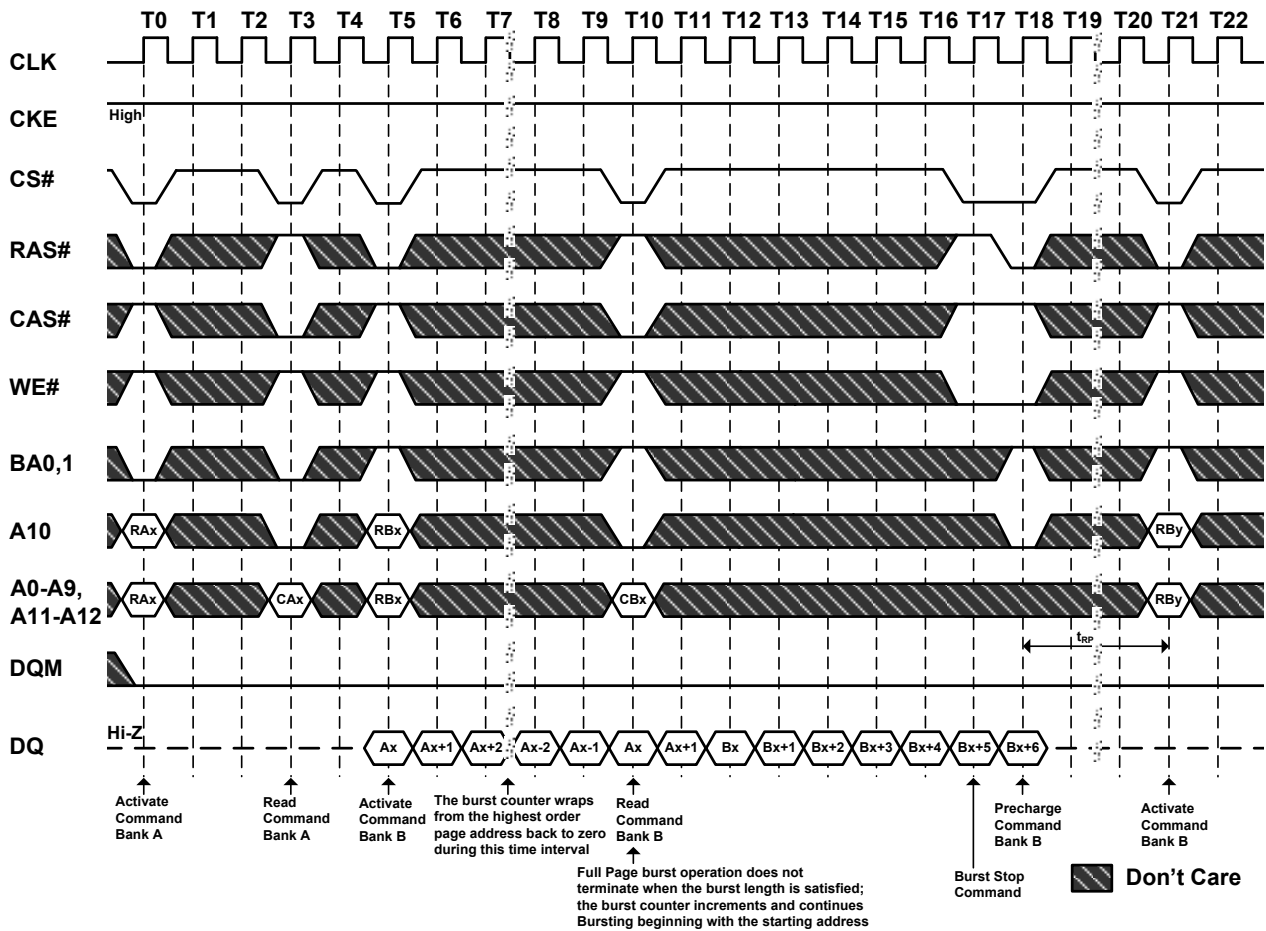 T0 T1 T2 T3 T4 T5 T6 T7 T8 T9 T10 T11 T12 T13 T14 T15 T16 T17 T18 T19 T20 T21 T22
CLK
CKE
High
CS#
RAS#
CAS#
WE#
BA0,1
A10
RAx RBx RBy
A0-A9,
A11-A12
RAx CAx RBx CBx RBy
tRP
DQM
DQ
Hi-Z
Ax Ax+1 Ax+2 Ax-2 Ax-1 Ax Ax+1 Bx Bx+1 Bx+2 Bx+3 Bx+4 Bx+5 Bx+6
Activate
Command
Bank A
Read
Command
Bank A
Activate
Command
Bank B
The burst counter wraps
from the highest order
page address back to zero
during this time interval
Read
Command
Bank B
Full Page burst operation does not
terminate when the burst length is satisfied;
the burst counter increments and continues
Bursting beginning with the starting address
Burst Stop
Command
Precharge
Command
Bank B
Activate
Command
Bank B
Don't Care